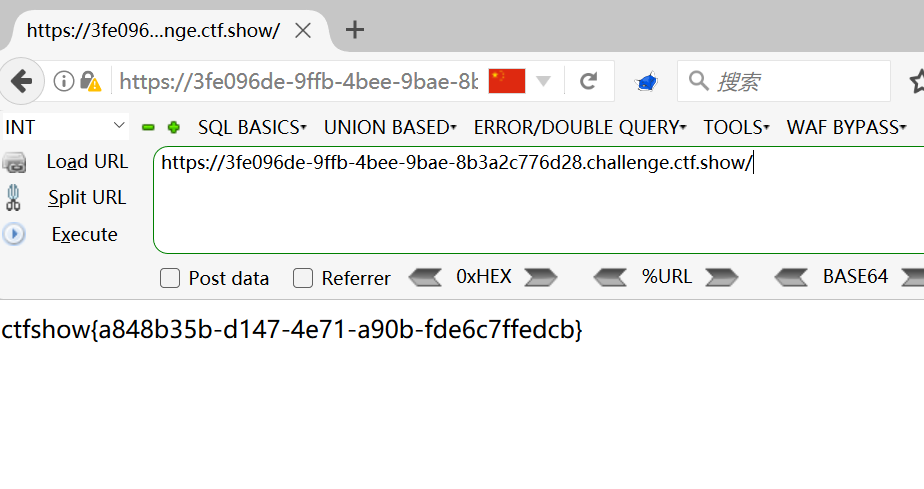 https://3fe096...nge.ctf.show/
https://3fe096de-9ffb-4bee-9bae-8b
搜索
INT
SQL BASICS
UNION BASED
ERROR/DOUBLE QUERY
TOOLS
WAF BYPASS
Load URL
https://3fe096de-9ffb-4bee-9bae-8b3a2c776d28.challenge.ctf.show/
Split URL
Execute
Post data
Referrer
0xHEX
%URL
BASE64
ctfshow{a848b35b-d147-4e71-a90b-fde6c7ffedcb}